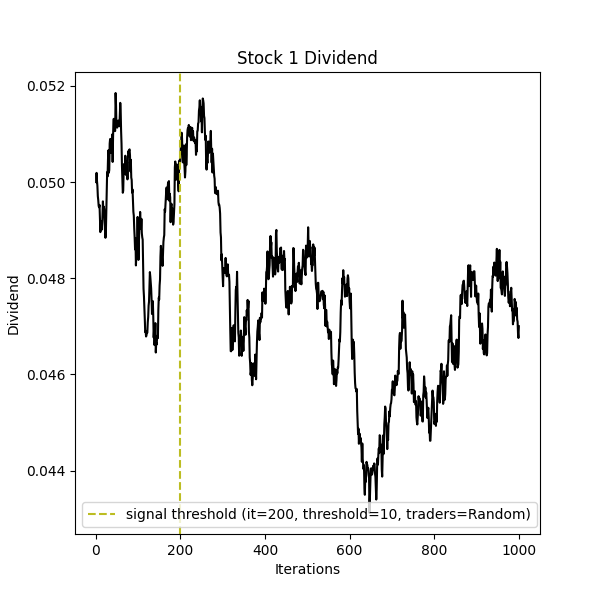 Stock 1 Dividend
0.052
0.050
0.048
0.046
0.044
Dividend
signal threshold (it=200, threshold=10, traders=Random)
0 200 400 600 800 1000
Iterations